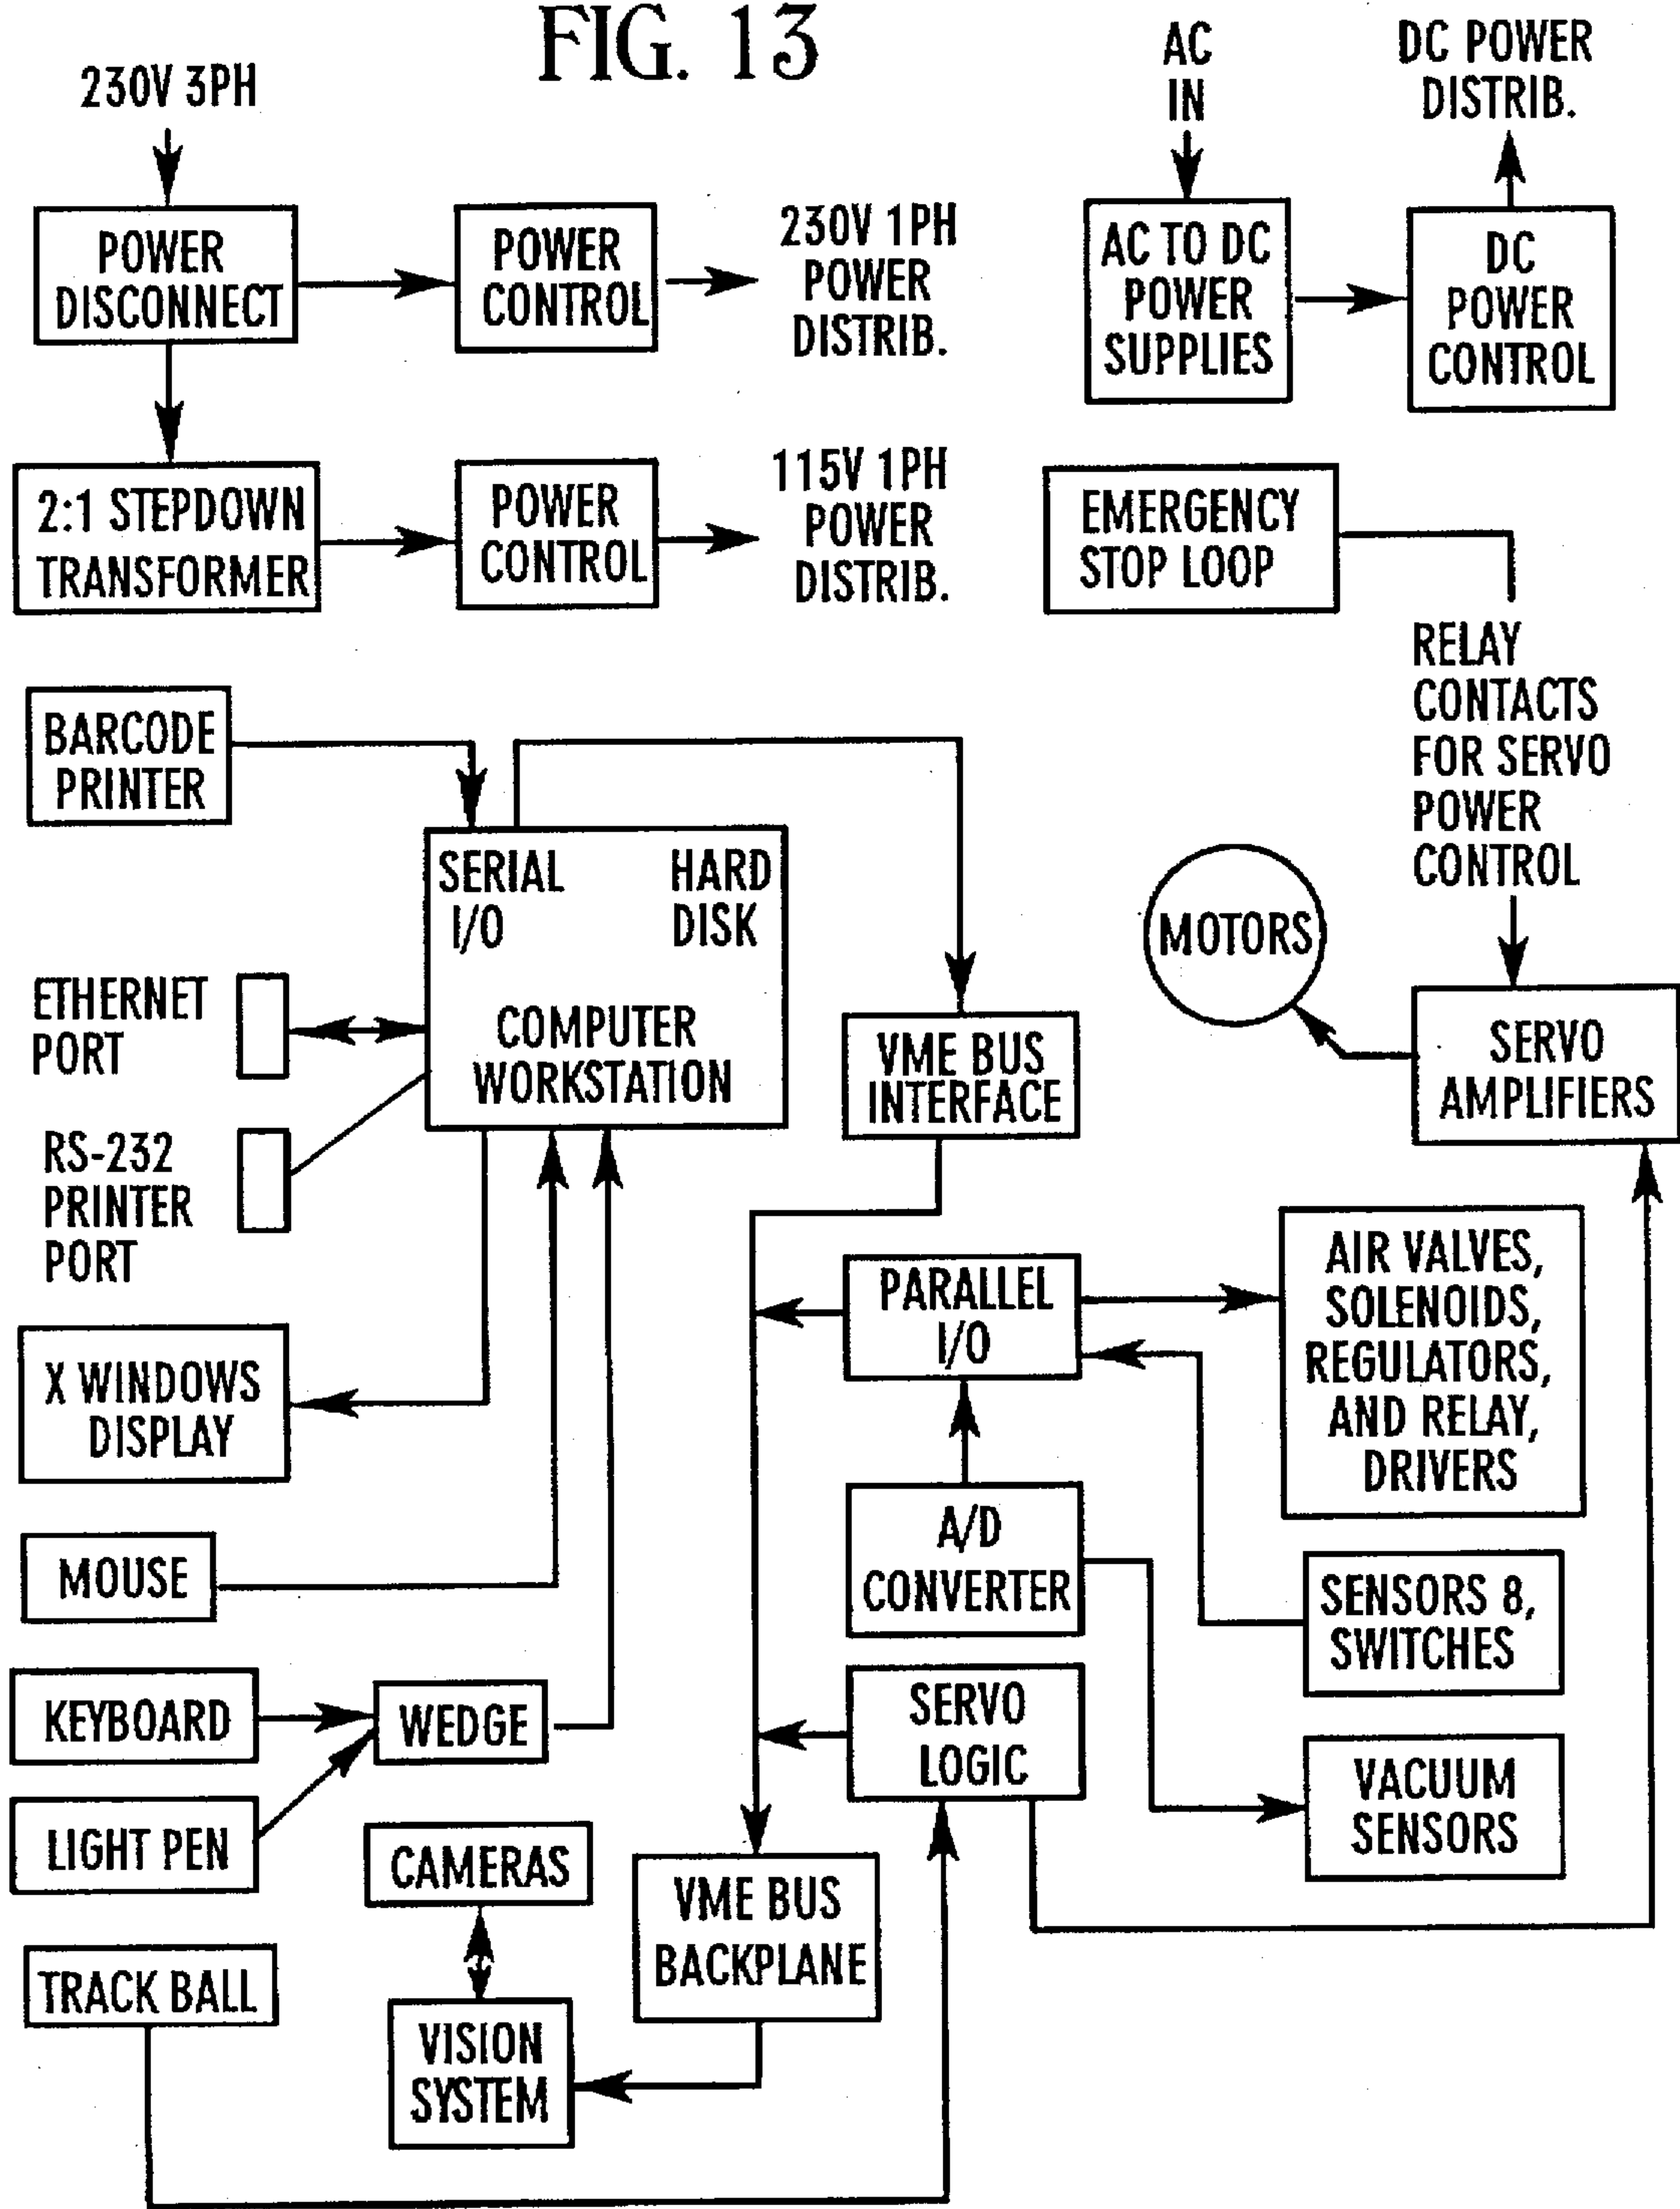 FIG. 13
230V 3PH
AC
IN
DC POWER
DISTRIB.
POWER
DISCONNECT
POWER
CONTROL
230V 1PH
POWER
DISTRIB.
AC TO DC
POWER
SUPPLIES
DC
POWER
CONTROL
2:1 STEPDOWN
TRANSFORMER
POWER
CONTROL
115V 1PH
POWER
DISTRIB.
EMERGENCY
STOP LOOP
RELAY
CONTACTS
FOR SERVO
POWER
CONTROL
BARCODE
PRINTER
SERIAL
I/O
HARD
DISK
COMPUTER
WORKSTATION
MOTORS
ETHERNET
PORT
VME BUS
INTERFACE
SERVO
AMPLIFIERS
RS-232
PRINTER
PORT
PARALLEL
I/O
AIR VALVES,
SOLENOIDS,
REGULATORS,
AND RELAY,
DRIVERS
X WINDOWS
DISPLAY
A/D
CONVERTER
MOUSE
SENSORS 8,
SWITCHES
KEYBOARD
WEDGE
SERVO
LOGIC
VACUUM
SENSORS
LIGHT PEN
CAMERAS
VME BUS
BACKPLANE
TRACK BALL
VISION
SYSTEM